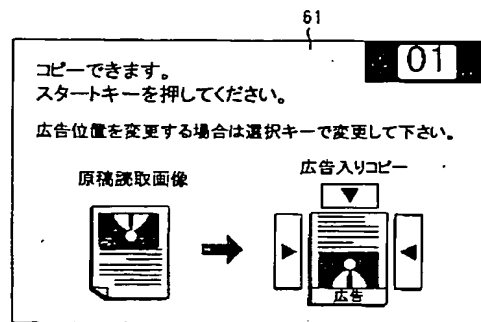 61
01
コピーできます。
スタートキーを押してください。
広告位置を変更する場合は選択キーで変更して下さい。
原稿読取画像
広告入りコピー
広告